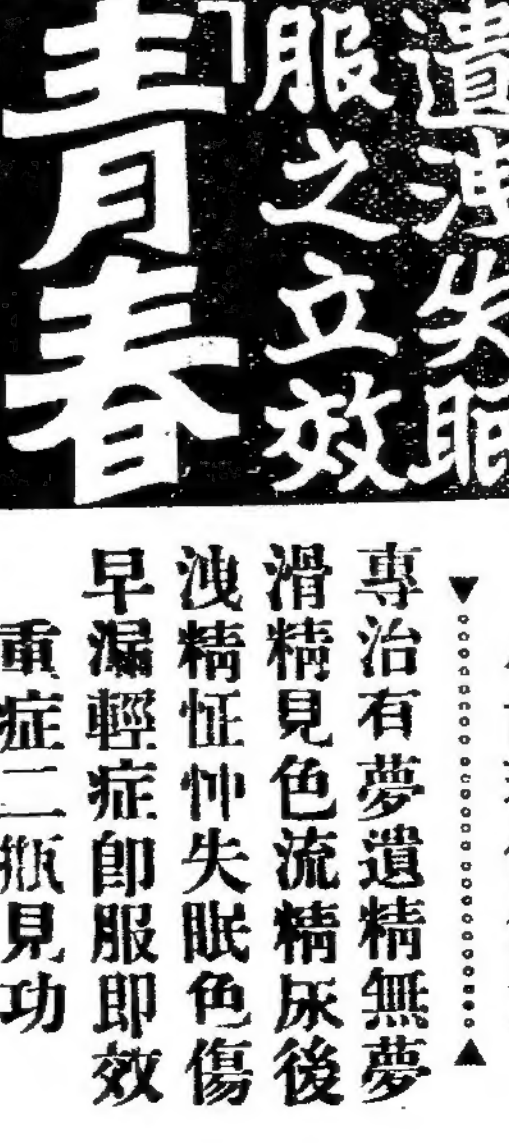 遺洩失眠
服之立效
「青春
專治有夢遺精無夢
滑精見色流精尿後
洩精怔忡失眠色傷
早漏輕症即服即效
重症二瓶見功